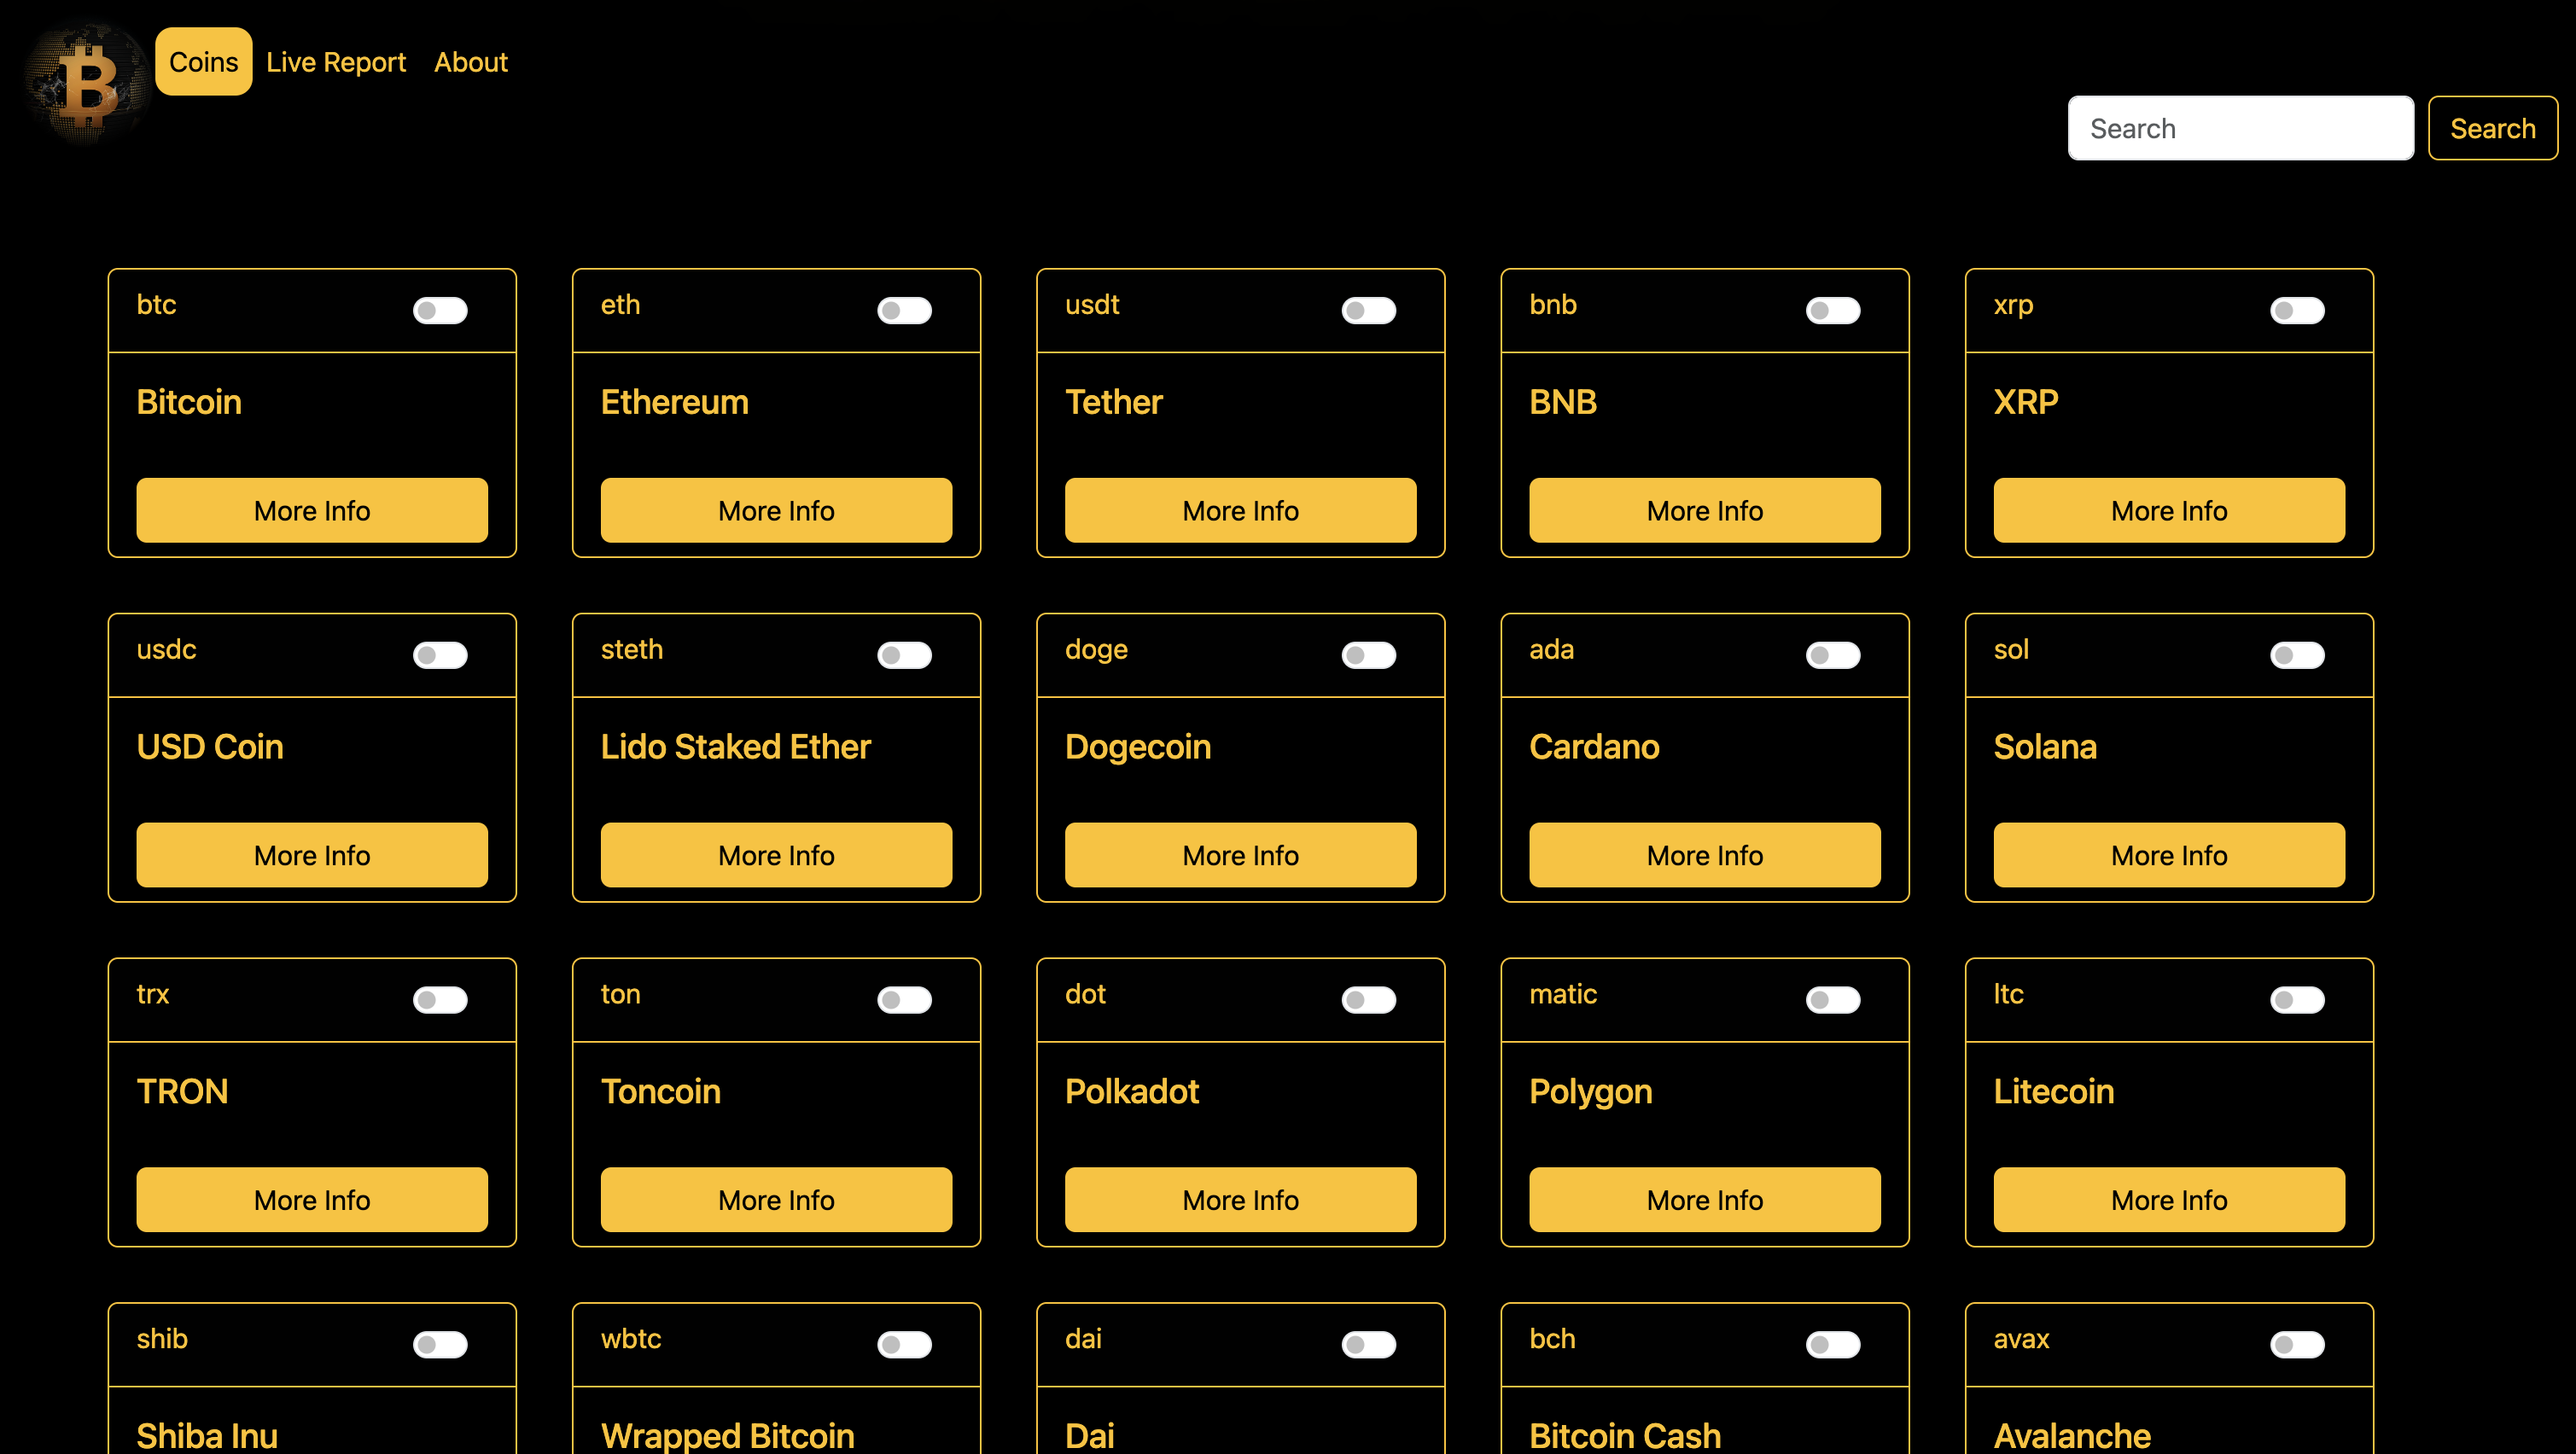 Coins Live Report About
Search Search
btc eth usdt bnb xrp
Bitcoin Ethereum Tether BNB XRP
More Info More Info More Info More Info More Info
usdc steth doge ada sol
USD Coin Lido Staked Ether Dogecoin Cardano Solana
More Info More Info More Info More Info More Info
trx ton dot matic ltc
TRON Toncoin Polkadot Polygon Litecoin
More Info More Info More Info More Info More Info
shib wbtc dai bch avax
Shiba Inu Wrapped Bitcoin Dai Bitcoin Cash Avalanche